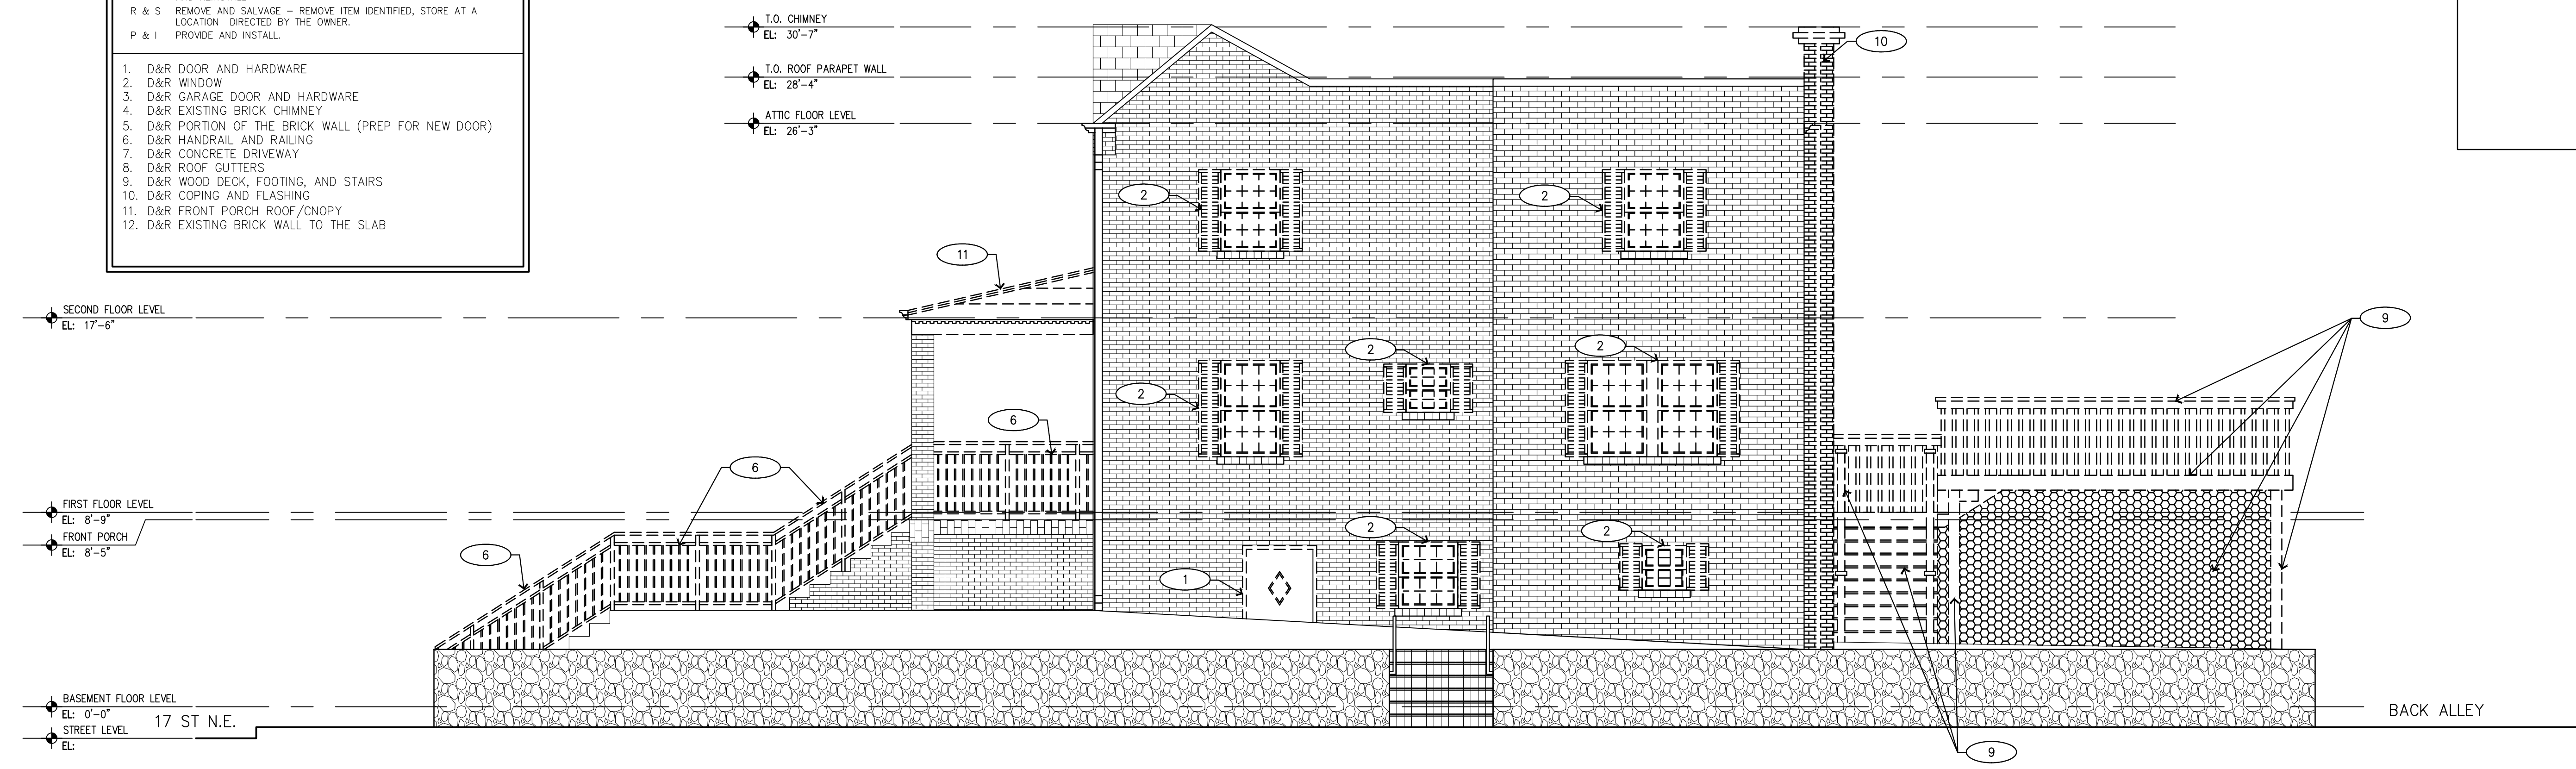 R & S REMOVE AND SALVAGE – REMOVE ITEM IDENTIFIED, STORE AT A
LOCATION DIRECTED BY THE OWNER.
P & I PROVIDE AND INSTALL.
1. D&R DOOR AND HARDWARE
2. D&R WINDOW
3. D&R GARAGE DOOR AND HARDWARE
4. D&R EXISTING BRICK CHIMNEY
5. D&R PORTION OF THE BRICK WALL (PREP FOR NEW DOOR)
6. D&R HANDRAIL AND RAILING
7. D&R CONCRETE DRIVEWAY
8. D&R ROOF GUTTERS
9. D&R WOOD DECK, FOOTING, AND STAIRS
10. D&R COPING AND FLASHING
11. D&R FRONT PORCH ROOF/CNOPY
12. D&R EXISTING BRICK WALL TO THE SLAB
T.O. CHIMNEY
EL: 30'-7"
T.O. ROOF PARAPET WALL
EL: 28'-4"
ATTIC FLOOR LEVEL
EL: 26'-3"
10
2
2
11
SECOND FLOOR LEVEL
EL: 17'-6"
9
2
2
2
6
6
FIRST FLOOR LEVEL
EL: 8'-9"
FRONT PORCH
EL: 8'-5"
6
1
2
2
BASEMENT FLOOR LEVEL
EL: 0'-0"
17 ST N.E.
STREET LEVEL
EL:
BACK ALLEY
9